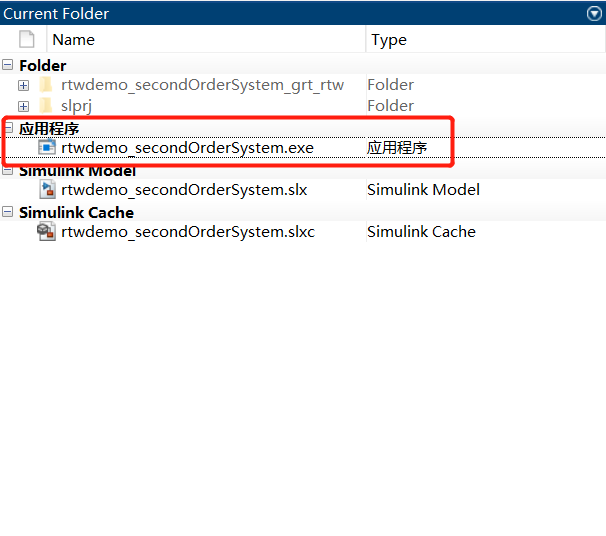 Current Folder
Name Type
Folder
rtwdemo_secondOrderSystem_grt_rtw Folder
slprj Folder
应用程序
rtwdemo_secondOrderSystem.exe 应用程序
Simulink Model
rtwdemo_secondOrderSystem.slx Simulink Model
Simulink Cache
rtwdemo_secondOrderSystem.slxc Simulink Cache